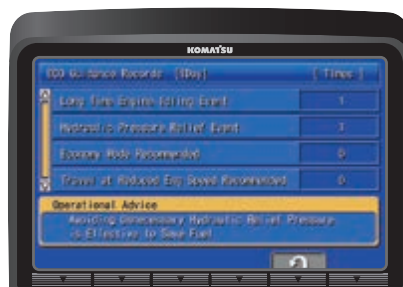 KOMATSU
ECO Guidance Records (1Day) [ Times ]
Long Time Engine Idling Event 1
Hydraulic Pressure Relief Event
Economy Mode Recommended 0
Travel at Reduced Eng Speed Recommended 0
Operational Advice
Avoiding Unnecessary Hydraulic Relief Pressure
is Effective to Save Fuel